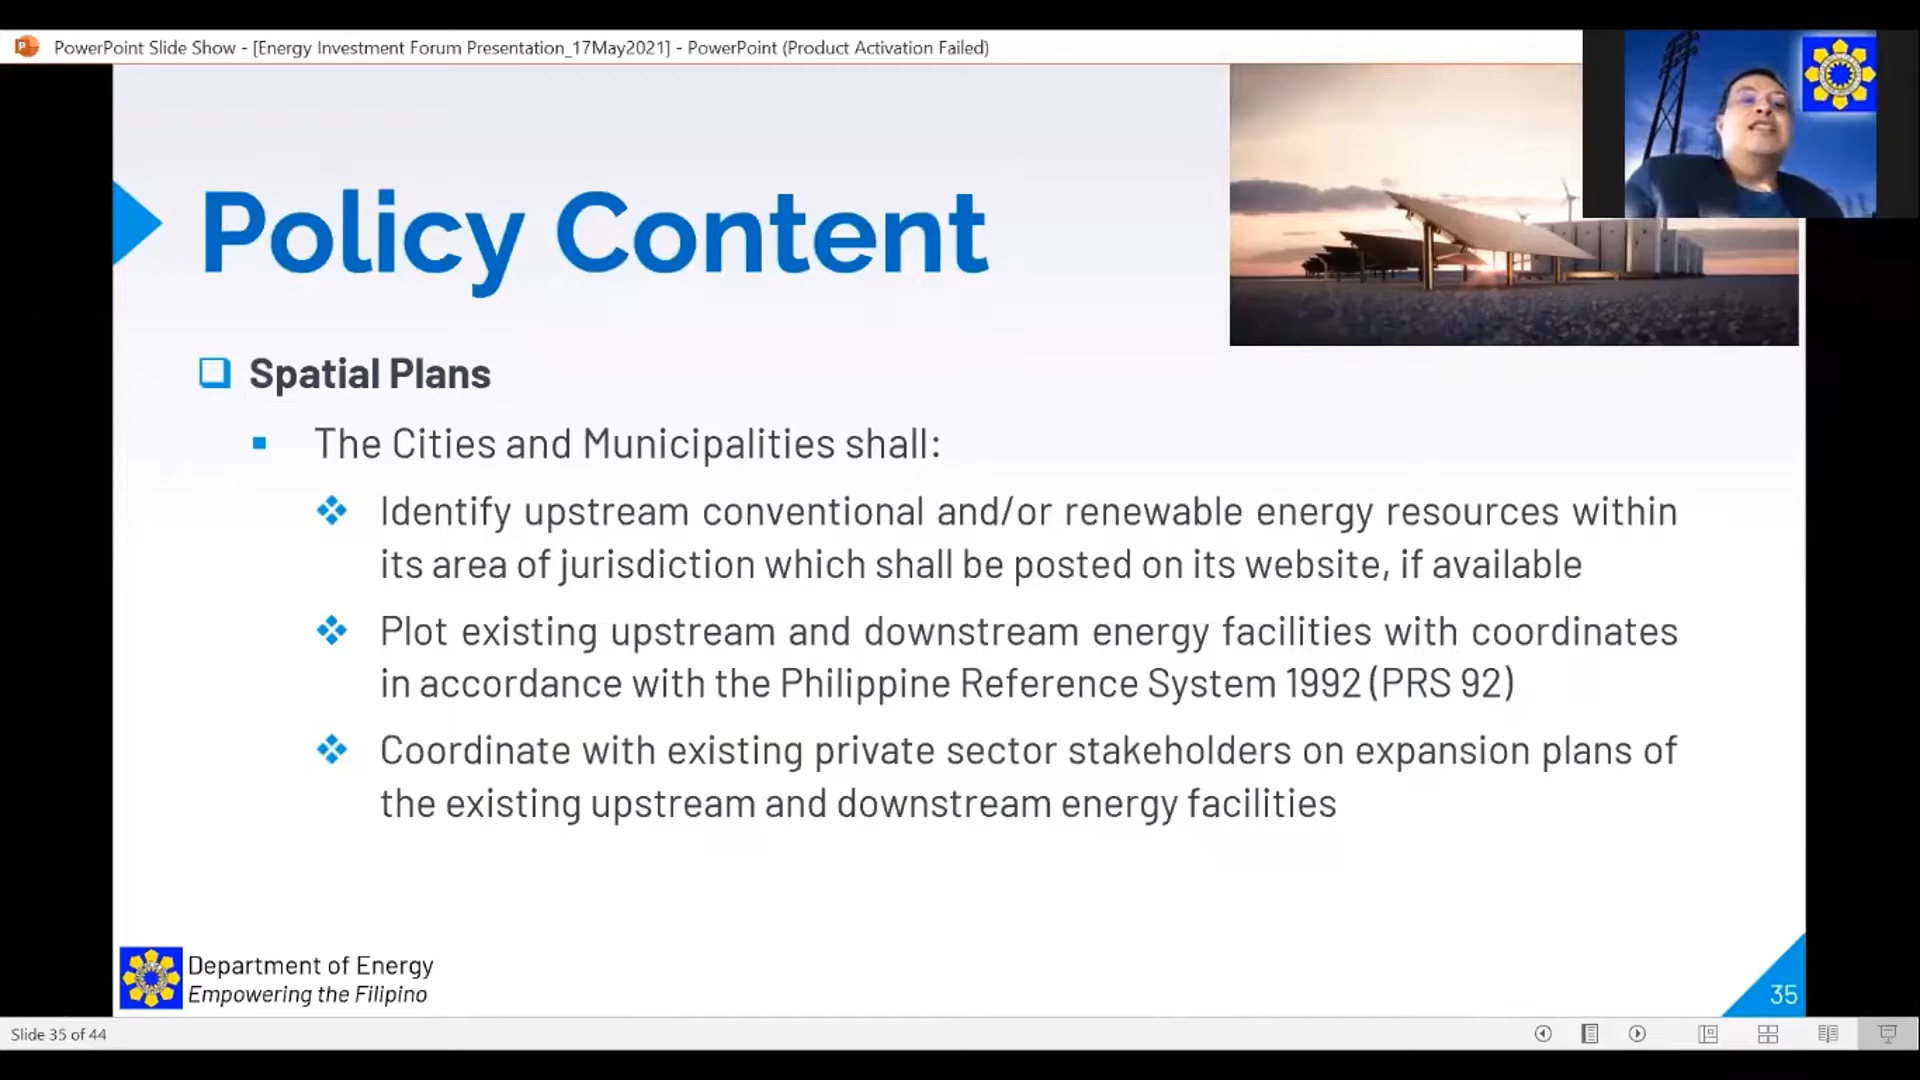 PowerPoint Slide Show - [Energy Investment Forum Presentation_17May2021] - PowerPoint (Product Activation Failed)
Policy Content
Spatial Plans
The Cities and Municipalities shall:
Identify upstream conventional and/or renewable energy resources within
its area of jurisdiction which shall be posted on its website, if available
Plot existing upstream and downstream energy facilities with coordinates
in accordance with the Philippine Reference System 1992 (PRS 92)
Coordinate with existing private sector stakeholders on expansion plans of
the existing upstream and downstream energy facilities
Department of Energy
Empowering the Filipino
35
Slide 35 of 44